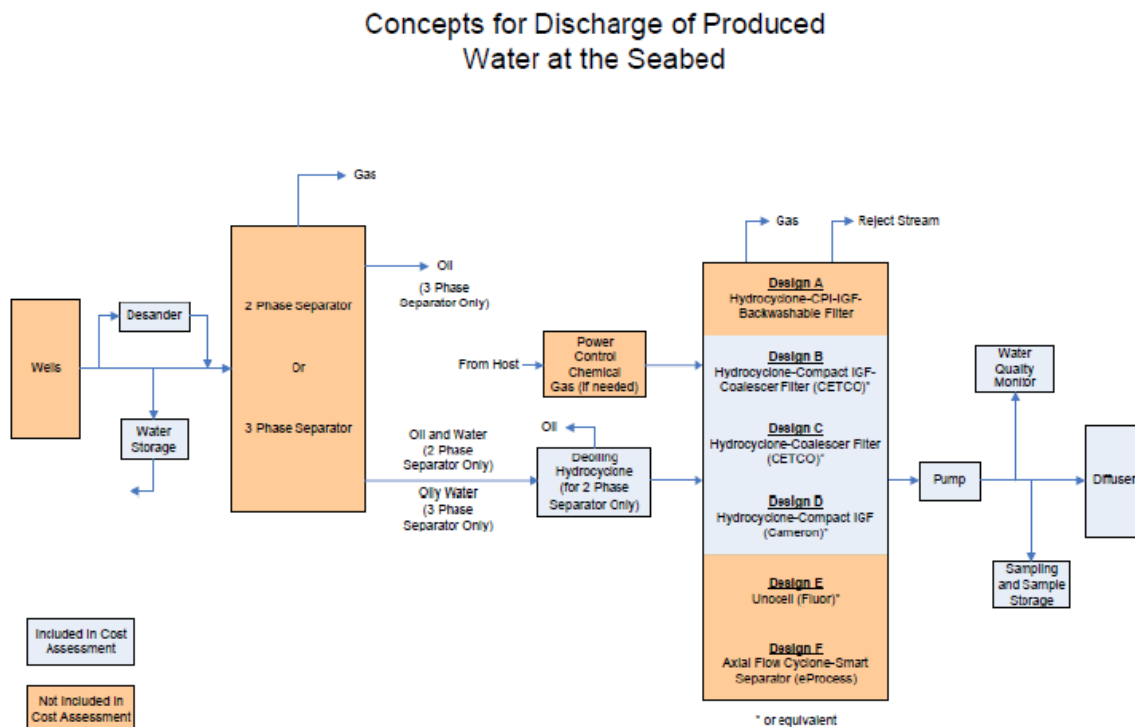 Concepts for Discharge of Produced
Water at the Seabed
Gas
Oil
(3 Phase
Separator Only)
Wells
Desander
Water
Storage
2 Phase Separator
Or
3 Phase Separator
From Host
Power
Control
Chemical
Gas (If needed)
Oil and Water
(2 Phase
Separator Only)
Oily Water
(3 Phase
Separator Only)
Oil
Deoiling
Hydrocyclone
(for 2 Phase
Separator Only)
Gas
Reject Stream
Design A
Hydrocyclone-CPI-IGF-
Backwashable Filter
Design B
Hydrocyclone-Compact IGF-
Coalescer Filter (CETCO)*
Design C
Hydrocyclone-Coalescer Filter
(CETCO)*
Design D
Hydrocyclone-Compact IGF
(Cameron)*
Design E
Unocell (Fluor)*
Design F
Axial Flow Cyclone-Smart
Separator (eProcess)
* or equivalent
Pump
Water
Quality
Monitor
Sampling
and Sample
Storage
Diffuser
Included in Cost
Assessment
Not Included in
Cost Assessment